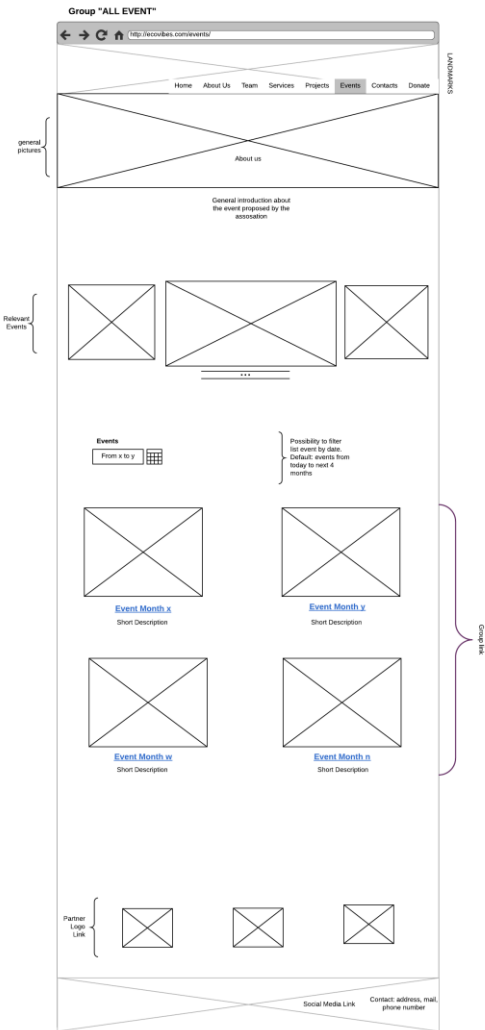 Group "ALL EVENT"
http://ecovibes.com/events/
LANDMARKS
Home About Us Team Services Projects Events Contacts Donate
general
pictures
About us
General introduction about
the event proposed by the
assosation
Relevant
Events
Events
From x to y
Possibility to filter
list event by date.
Default: events from
today to next 4
months
Event Month x
Short Description
Event Month y
Short Description
Group link
Event Month w
Short Description
Event Month n
Short Description
Partner
Logo
Link
Social Media Link
Contact: address, mail,
phone number